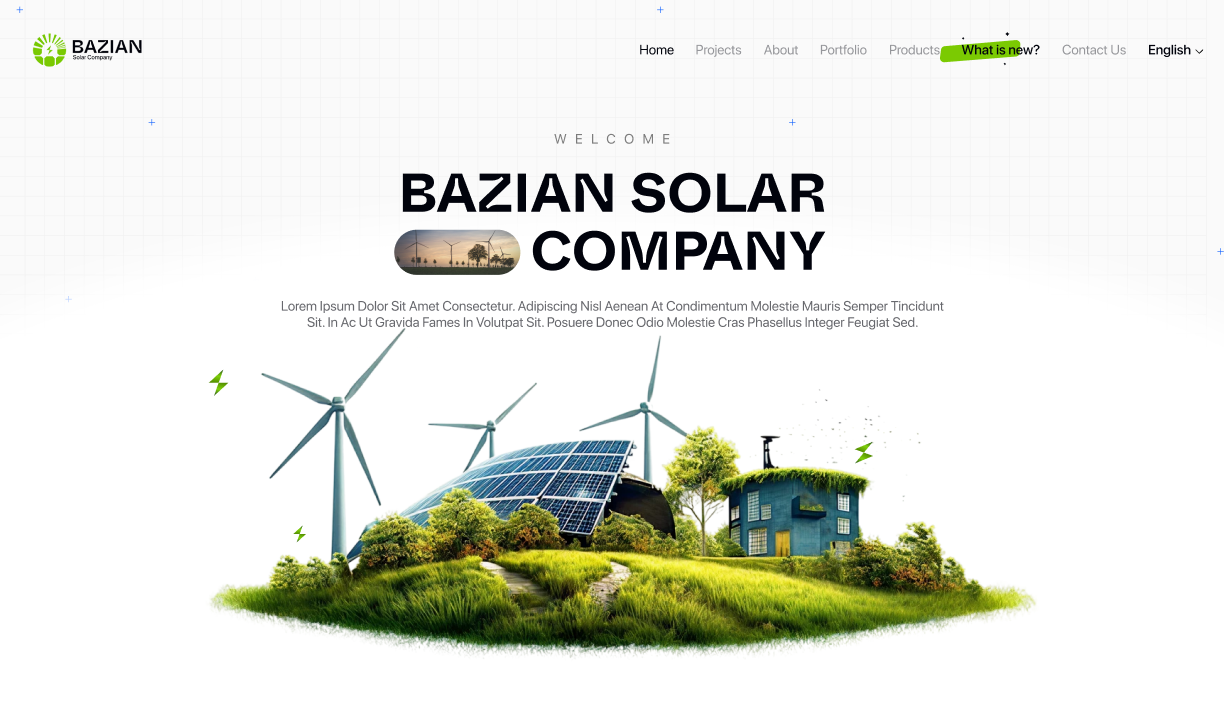 BAZIAN
Solar Company
Home Projects About Portfolio Products What is new? Contact Us English
WELCOME
BAZIAN SOLAR
COMPANY
Lorem Ipsum Dolor Sit Amet Consectetur. Adipiscing Nisl Aenean At Condimentum Molestie Mauris Semper Tincidunt
Sit. In Ac Ut Gravida Fames In Volutpat Sit. Posuere Donec Odio Molestie Cras Phasellus Integer Feugiat Sed.